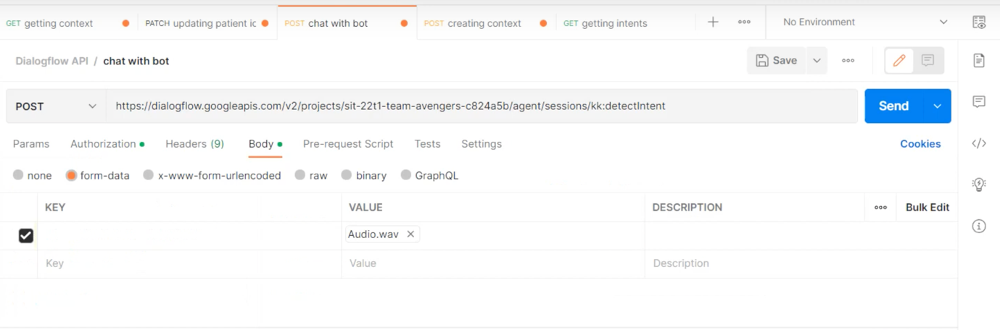 GET getting context PATCH updating patient ic POST chat with bot POST creating context GET getting intents No Environment
Dialogflow API / chat with bot Save
POST https://dialogflow.googleapis.com/v2/projects/sit-22t1-team-avengers-c824a5b/agent/sessions/kk:detectIntent Send
Params Authorization Headers (9) Body Pre-request Script Tests Settings Cookies
none form-data x-www-form-urlencoded raw binary GraphQL
KEY VALUE DESCRIPTION Bulk Edit
Audio.wav
Key Value Description